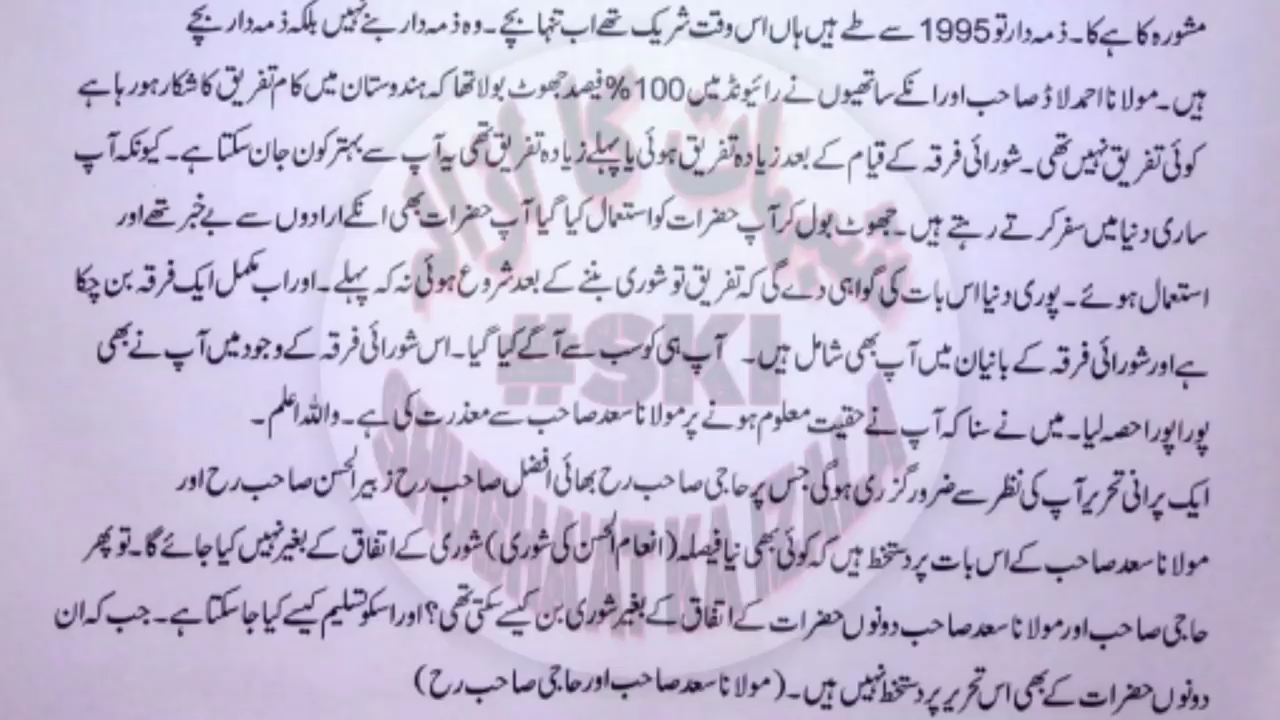 مشورہ کا ہے کا۔ ذمہ دار تو 1995 سے طے ہیں ہاں اس وقت شریک تھے اب تنہا بچے۔ وہ ذمہ دار بنے نہیں بلکہ ذمہ دار بچے
ہیں۔ مولانا احمد لاڈ صاحب اور انکے ساتھیوں نے رائیونڈ میں 100% فیصد جھوٹ بولا تھا کہ ہندوستان میں کام تفریق کا شکار ہو رہا ہے
کوئی تفریق نہیں تھی۔ شورائی فرقہ کے قیام کے بعد زیادہ تفریق ہوئی یا پہلے زیادہ تفریق تھی یہ آپ سے بہتر کون جان سکتا ہے۔ کیونکہ آپ
ساری دنیا میں سفر کرتے رہتے ہیں۔ جھوٹ بول کر آپ حضرات کو استعمال کیا گیا آپ حضرات بھی انکے ارادوں سے بے خبر تھے اور
استعمال ہوئے۔ پوری دنیا اس بات کی گواہی دے گی کہ تفریق تو شوری بننے کے بعد شروع ہوئی نہ کہ پہلے۔ اور اب مکمل ایک فرقہ بن چکا
ہے اور شورائی فرقہ کے بانیان میں آپ بھی شامل ہیں۔ آپ ہی کو سب سے آگے کیا گیا۔ اس شورائی فرقہ کے وجود میں آپ نے بھی
پورا پورا حصہ لیا۔ میں نے سنا کہ آپ نے حقیت معلوم ہونے پر مولانا سعد صاحب سے معذرت کی ہے۔ واللہ اعلم۔
ایک پرانی تحریر آپ کی نظر سے ضرور گزری ہوگی جس پر حاجی صاحب رح بھائی افضل صاحب رح زبیر الحسن صاحب رح اور
مولانا سعد صاحب کے اس بات پر دستخط ہیں کہ کوئی بھی نیا فیصلہ (انعام الحسن کی شوری) شوری کے اتفاق کے بغیر نہیں کیا جائے گا۔ تو پھر
حاجی صاحب اور مولانا سعد صاحب دونوں حضرات کے اتفاق کے بغیر شوری بن کیسے سکتی تھی؟ اور اسکو تسلیم کیسے کیا جا سکتا ہے۔ جب کہ ان
دونوں حضرات کے بھی اس تحریر پر دستخط نہیں ہیں۔ (مولانا سعد صاحب اور حاجی صاحب رح)
شبہات کا ازالہ
#SKI
SHUBHAAT KA IZALA